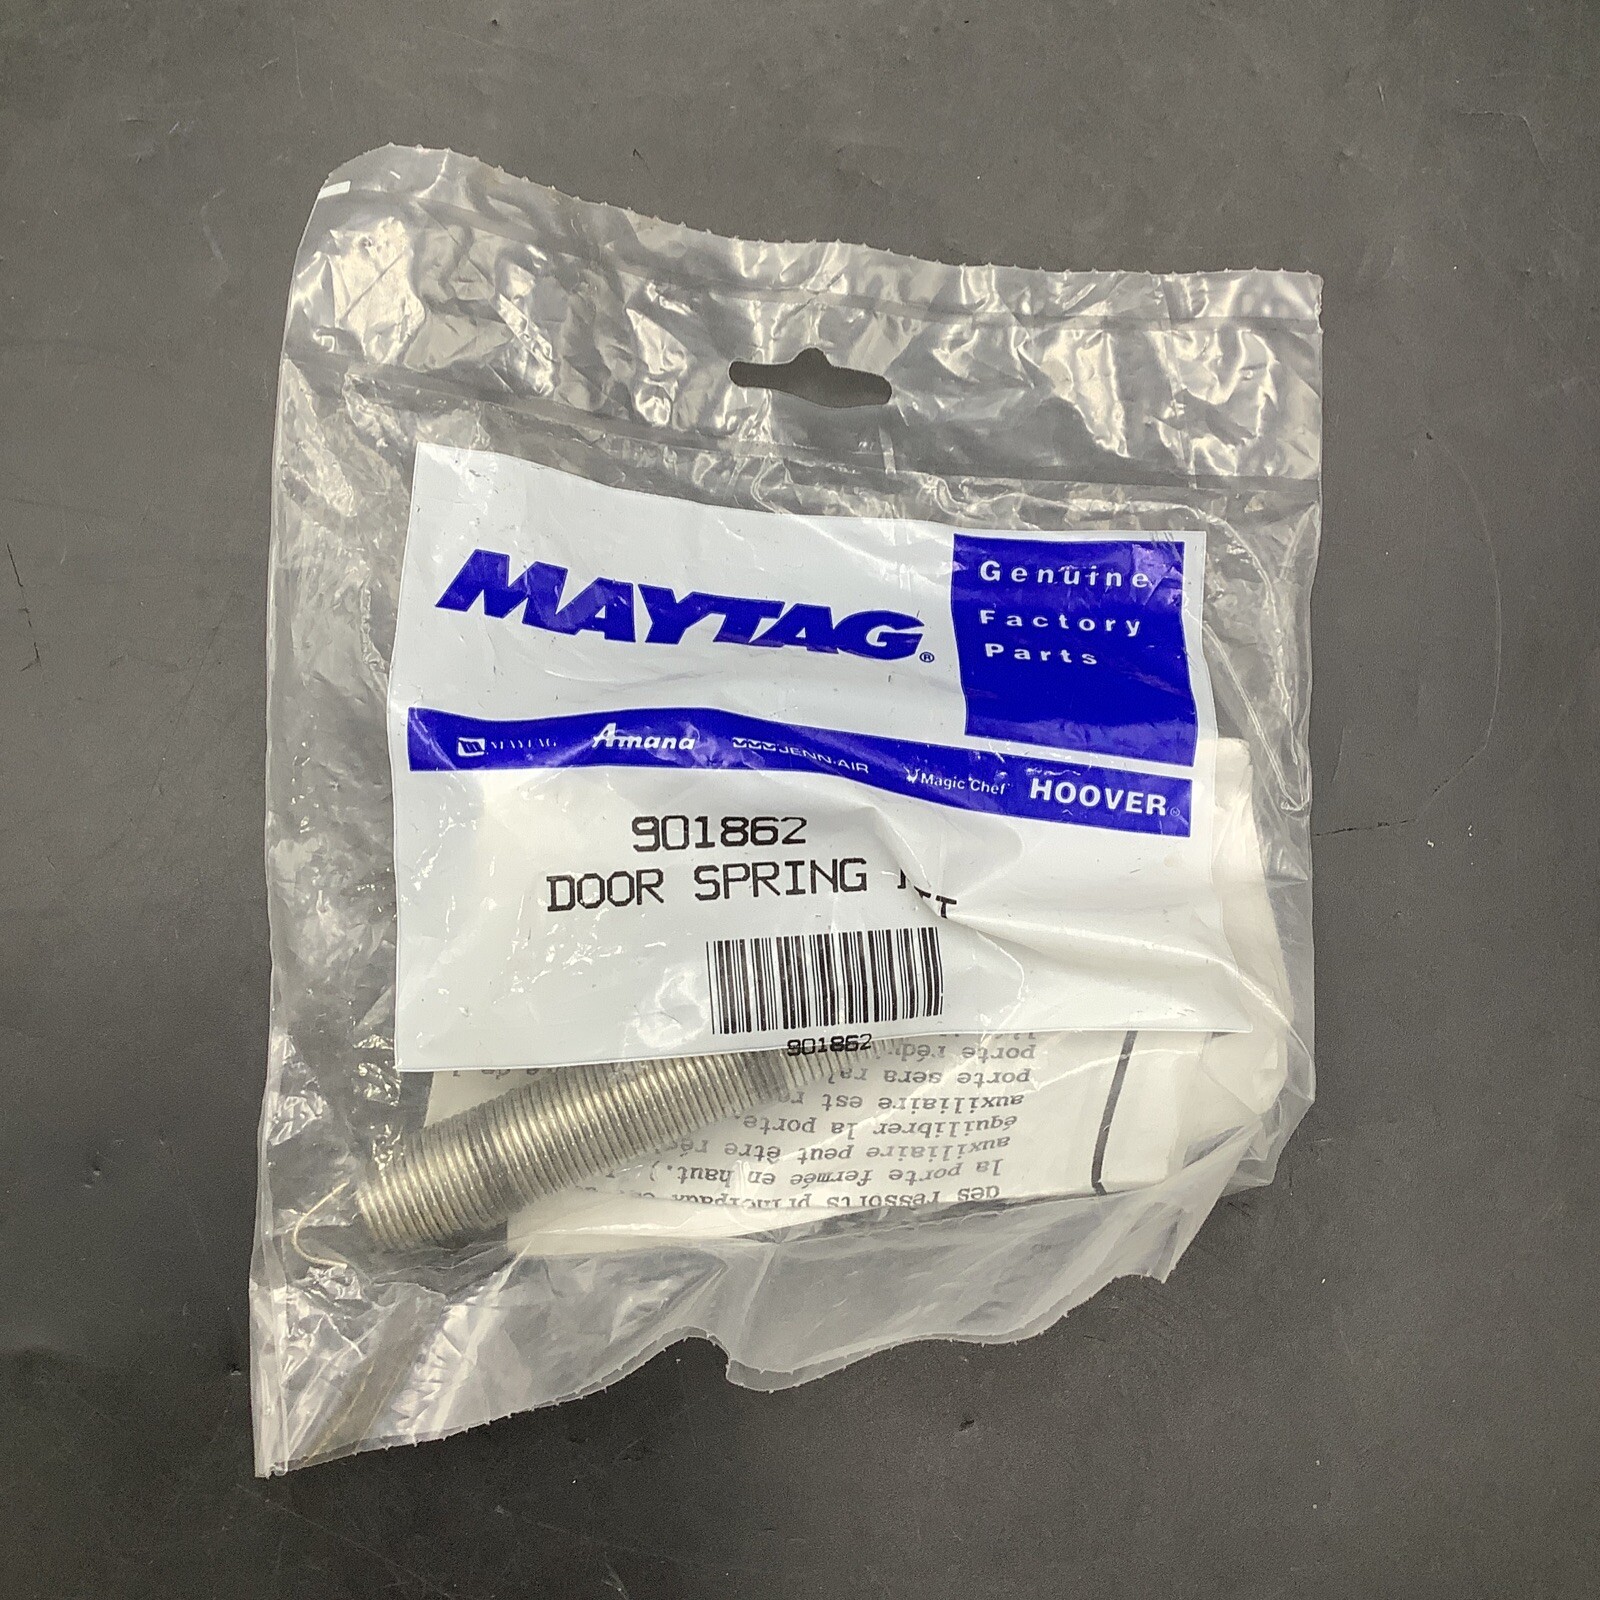 MAYTAG®
Genuine
Factory
Parts
MAYTAG Amana JENN-AIR Magic Chef HOOVER
901862
DOOR SPRING
901862
porte
porte sera
auxiliaire est
équilibrer la porte.
auxiliaire peut être
la porte fermée en haut.)
des ressorts principaux